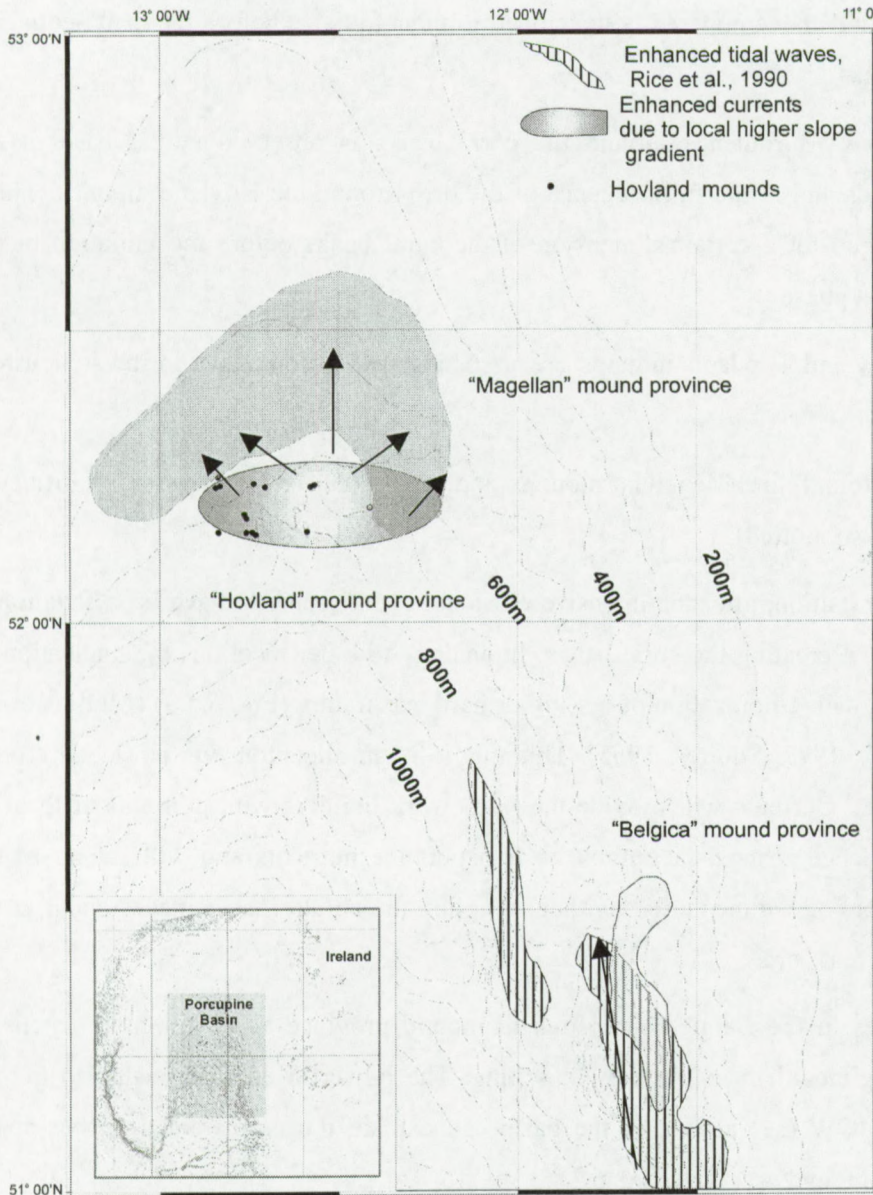 13° 00'W
12° 00'W
11° 0
53° 00'N
Enhanced tidal waves,
Rice et al., 1990
Enhanced currents
due to local higher slope
gradient
Hovland mounds
"Magellan" mound province
"Hovland" mound province
600m
400m
200m
52° 00'N
800m
1000m
"Belgica" mound province
Ireland
Porcupine
Basin
51° 00'N